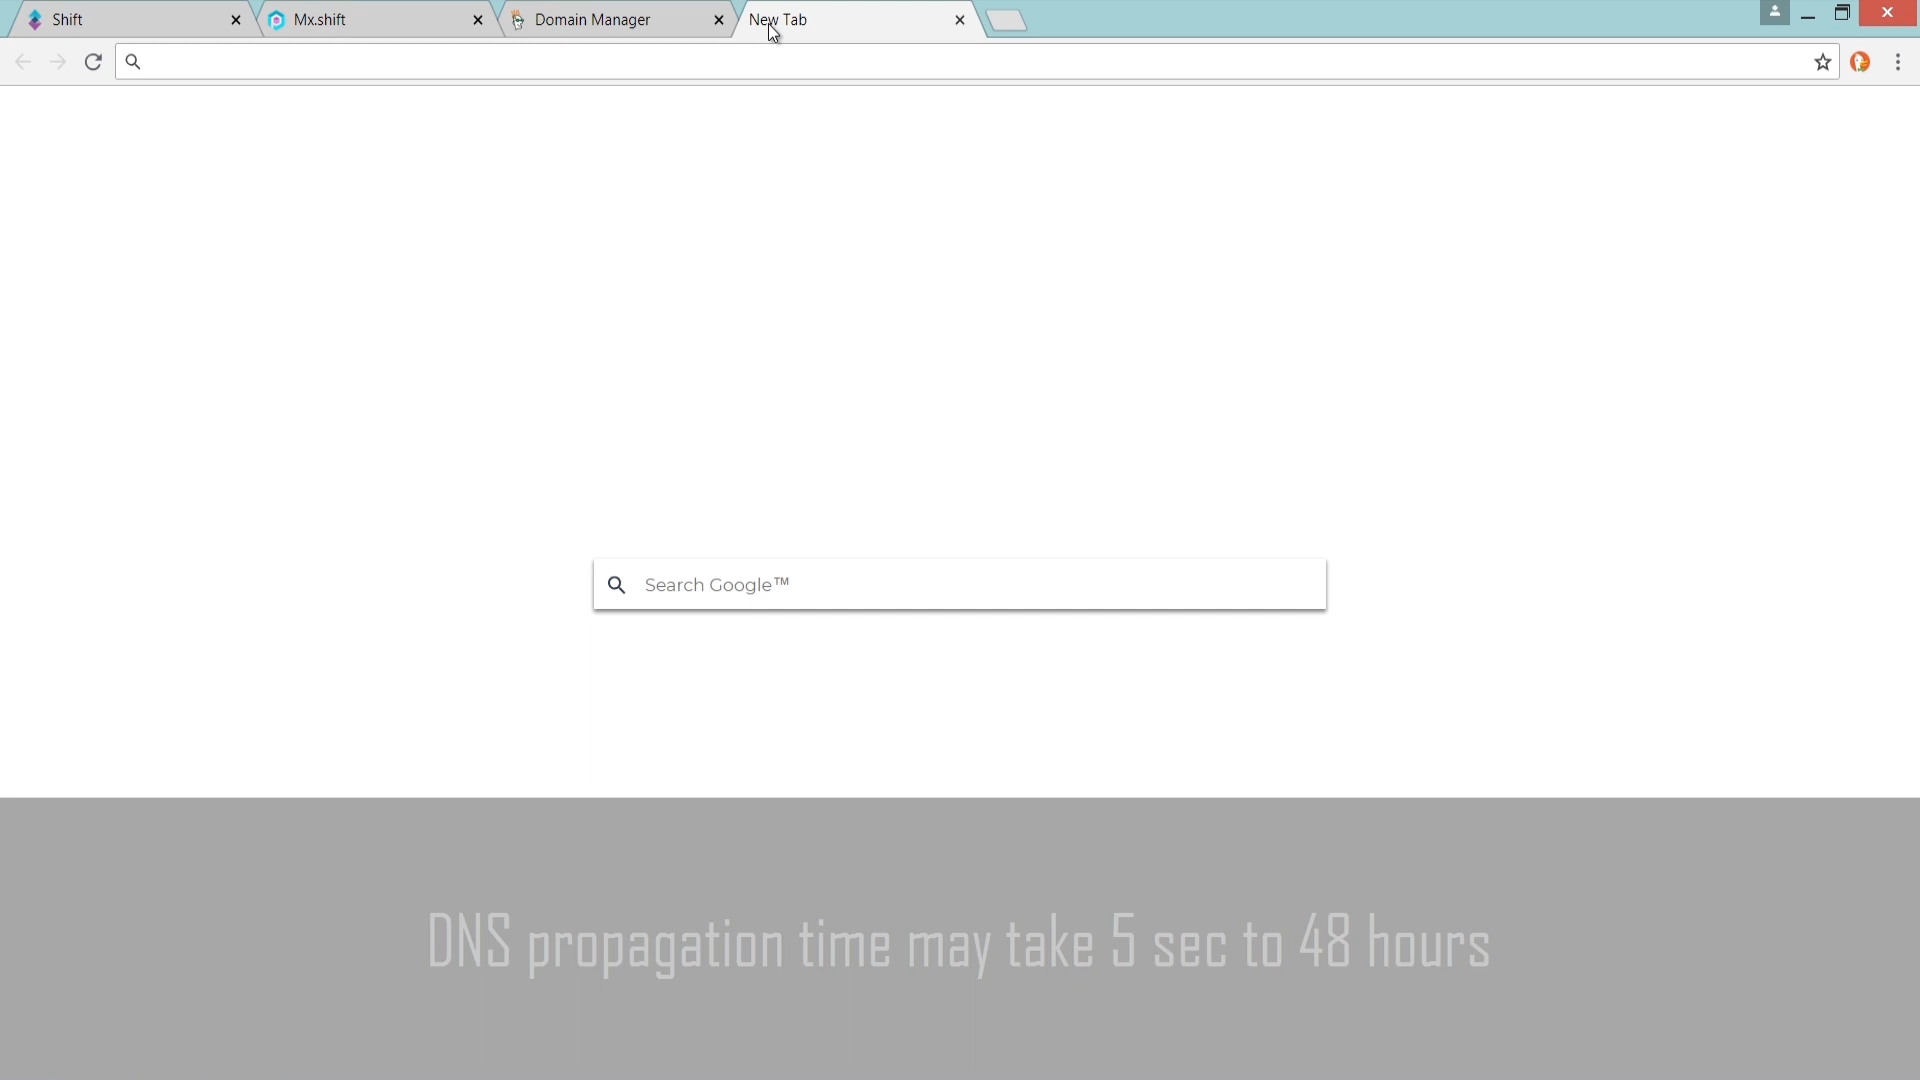 Shift
Mx.shift
Domain Manager
New Tab
Search Google™
DNS propagation time may take 5 sec to 48 hours